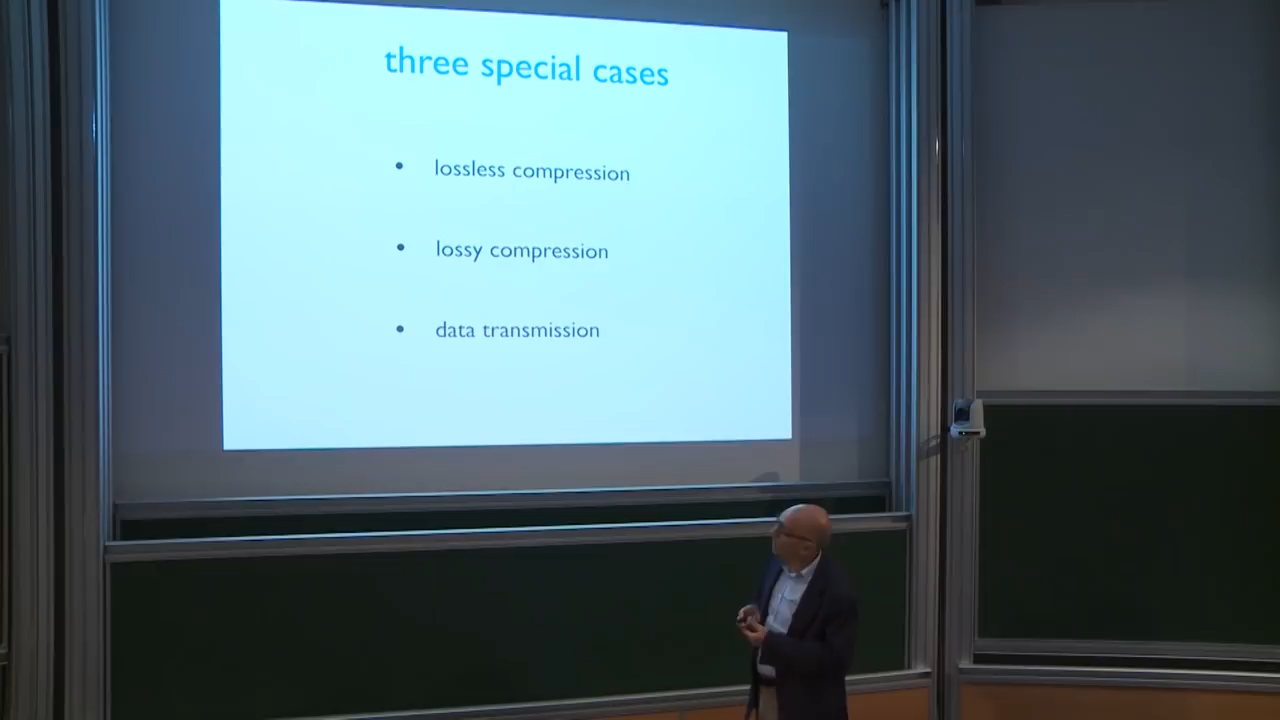 three special cases
• lossless compression
• lossy compression
• data transmission